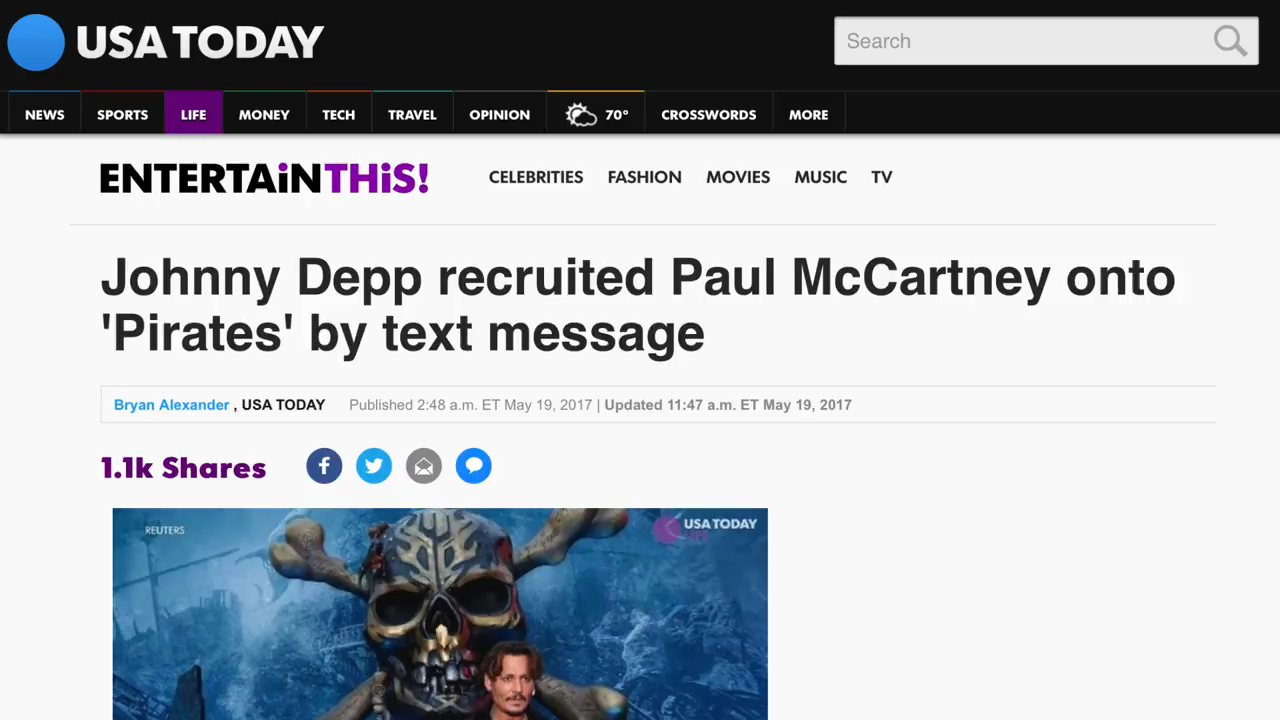 USA TODAY
Search
NEWS SPORTS LIFE MONEY TECH TRAVEL OPINION 70° CROSSWORDS MORE
ENTERTAiNTHiS! CELEBRITIES FASHION MOVIES MUSIC TV
Johnny Depp recruited Paul McCartney onto
'Pirates' by text message
Bryan Alexander , USA TODAY Published 2:48 a.m. ET May 19, 2017 | Updated 11:47 a.m. ET May 19, 2017
1.1k Shares
REUTERS
USA TODAY
LIFE